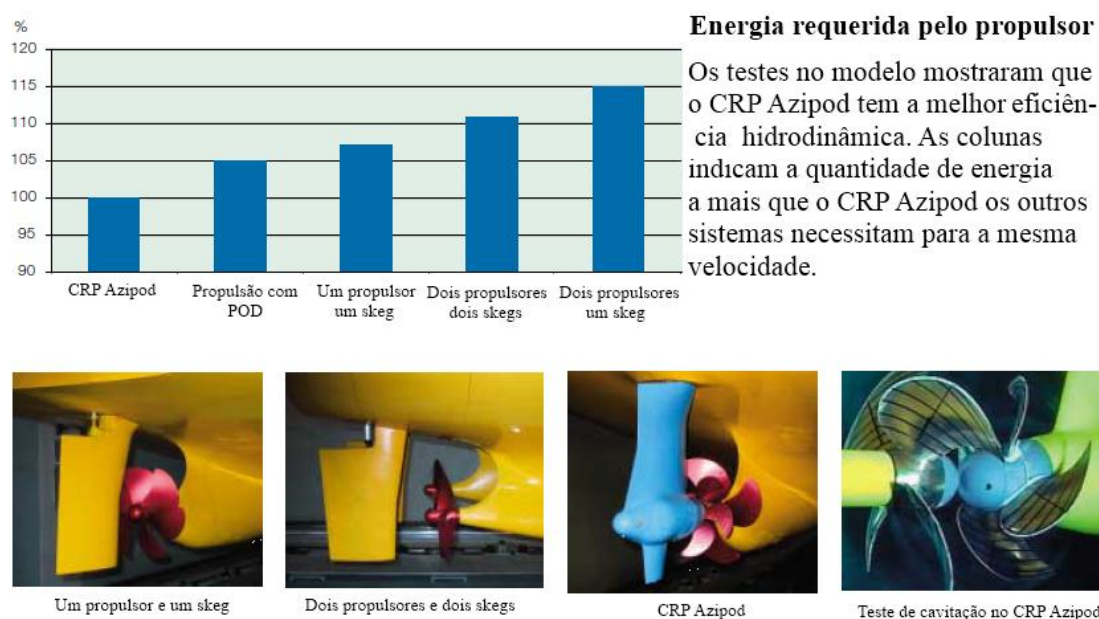 %
120
115
110
105
100
95
90
CRP Azipod
Propulsão com
POD
Um propulsor
um skeg
Dois propulsores
dois skegs
Dois propulsores
um skeg
Energia requerida pelo propulsor
Os testes no modelo mostraram que
o CRP Azipod tem a melhor eficiên-
cia hidrodinâmica. As colunas
indıcam a quantidade de energia
a mais que o CRP Azipod os outros
sistemas necessitam para a mesma
velocidade.
Um propulsor e um skeg
Dois propulsores e dois skegs
CRP Azipod
Teste de cavitação no CRP Azipod